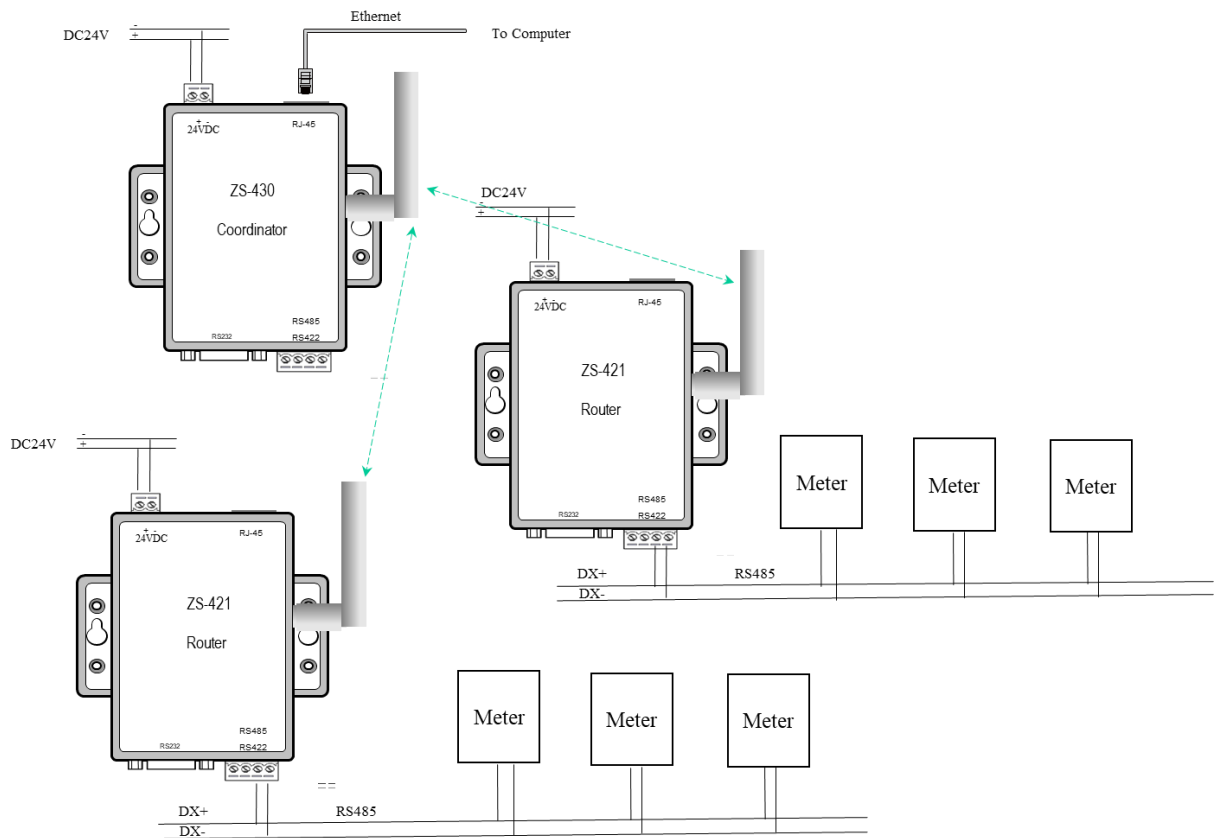 Ethernet
DC24V
-
+
To Computer
+ -
24VDC
RJ-45
ZS-430
Coordinator
RS485
RS232
RS422
DC24V
-
+
+ -
24VDC
RJ-45
ZS-421
Router
RS485
RS232
RS422
Meter
Meter
Meter
DX+
RS485
DX-
DC24V
-
+
+ -
24VDC
RJ-45
ZS-421
Router
RS485
RS232
RS422
Meter
Meter
Meter
DX+
RS485
DX-